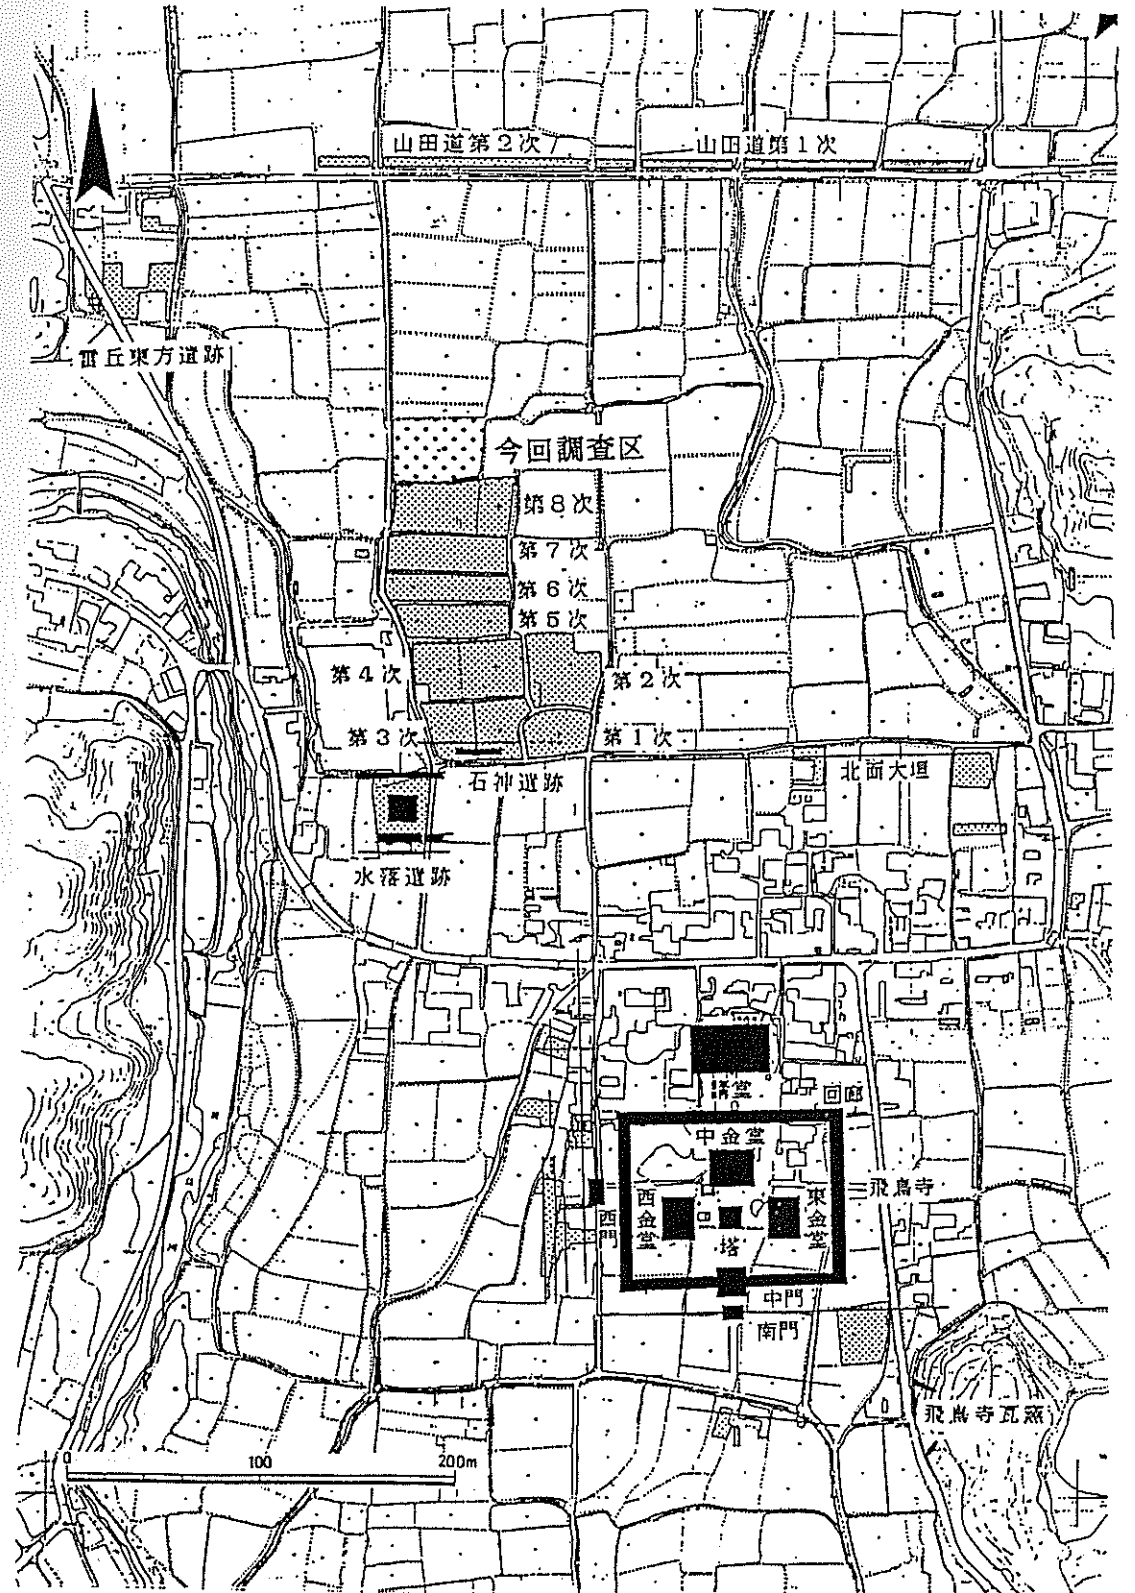 山田道第2次
山田道第1次
雷丘東方遺跡
今回調査区
第8次
第7次
第6次
第5次
第4次
第2次
第3次
第1次
石神遺跡
北面大垣
水落遺跡
講堂
回廊
中金堂
飛鳥寺
西門
西金堂
東金堂
塔
中門
南門
飛鳥寺瓦窯
0
100
200m